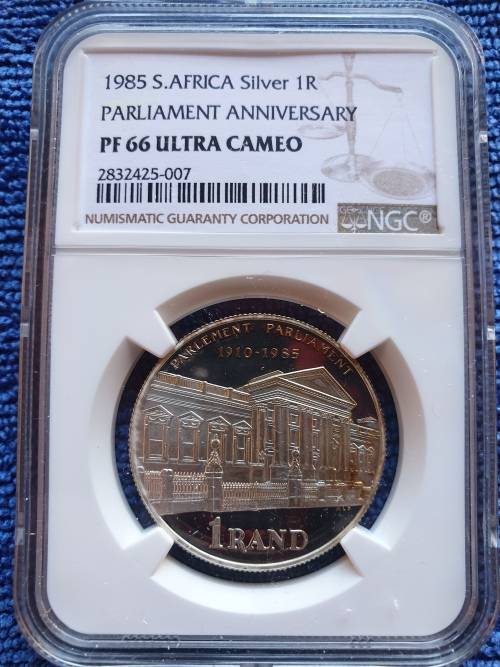 1985 S.AFRICA Silver 1R
PARLIAMENT ANNIVERSARY
PF 66 ULTRA CAMEO
2832425-007
NUMISMATIC GUARANTY CORPORATION
NGC®
PARLEMENT PARLIAMENT
1910-1985
1 RAND